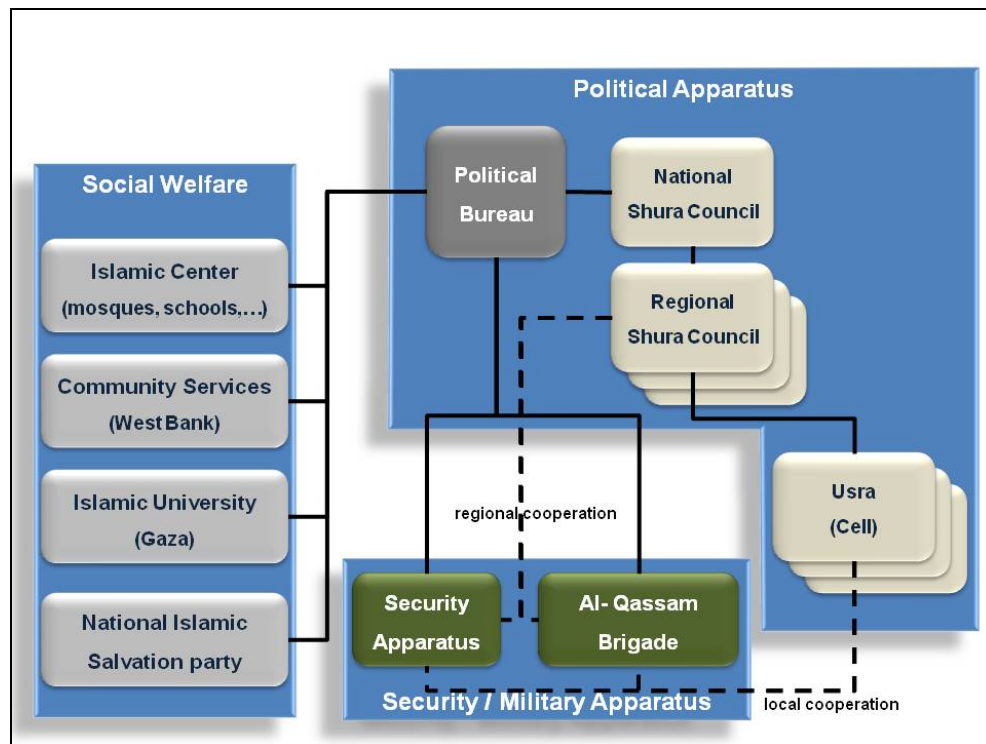 Political Apparatus
Social Welfare
Political
Bureau
National
Shura Council
Islamic Center
(mosques, schools,…)
Regional
Shura Council
Community Services
(West Bank)
Islamic University
(Gaza)
Usra
(Cell)
regional cooperation
National Islamic
Salvation party
Security
Apparatus
Al- Qassam
Brigade
Security / Military Apparatus
local cooperation